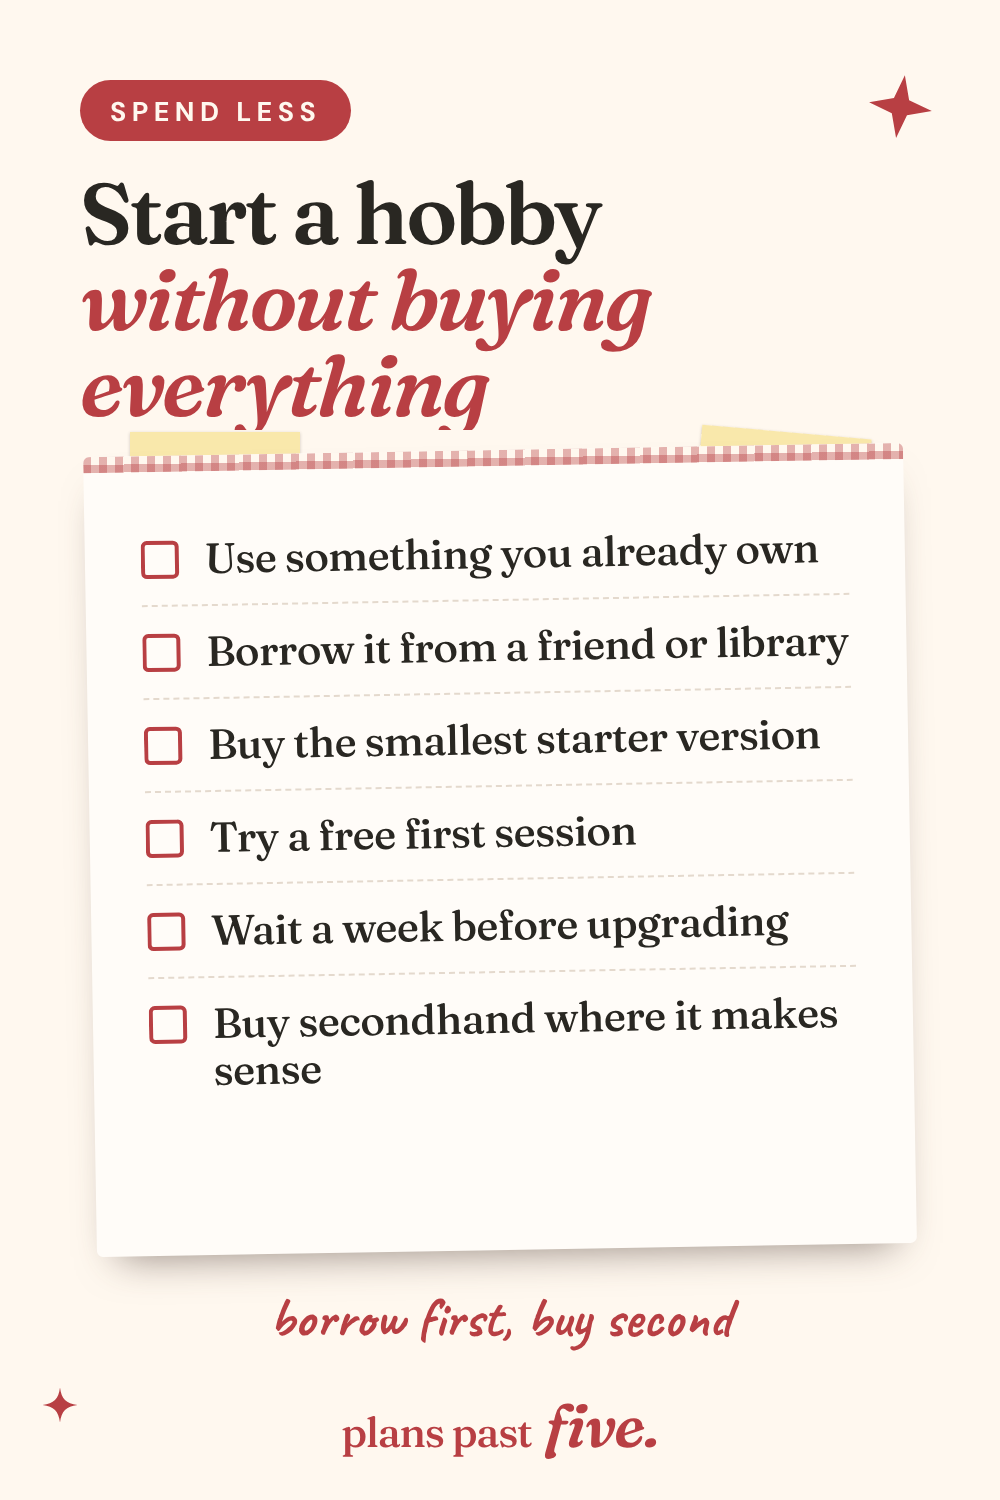 SPEND LESS
Start a hobby
without buying
everything
Use something you already own
Borrow it from a friend or library
Buy the smallest starter version
Try a free first session
Wait a week before upgrading
Buy secondhand where it makes
sense
borrow first, buy second
plans past five.